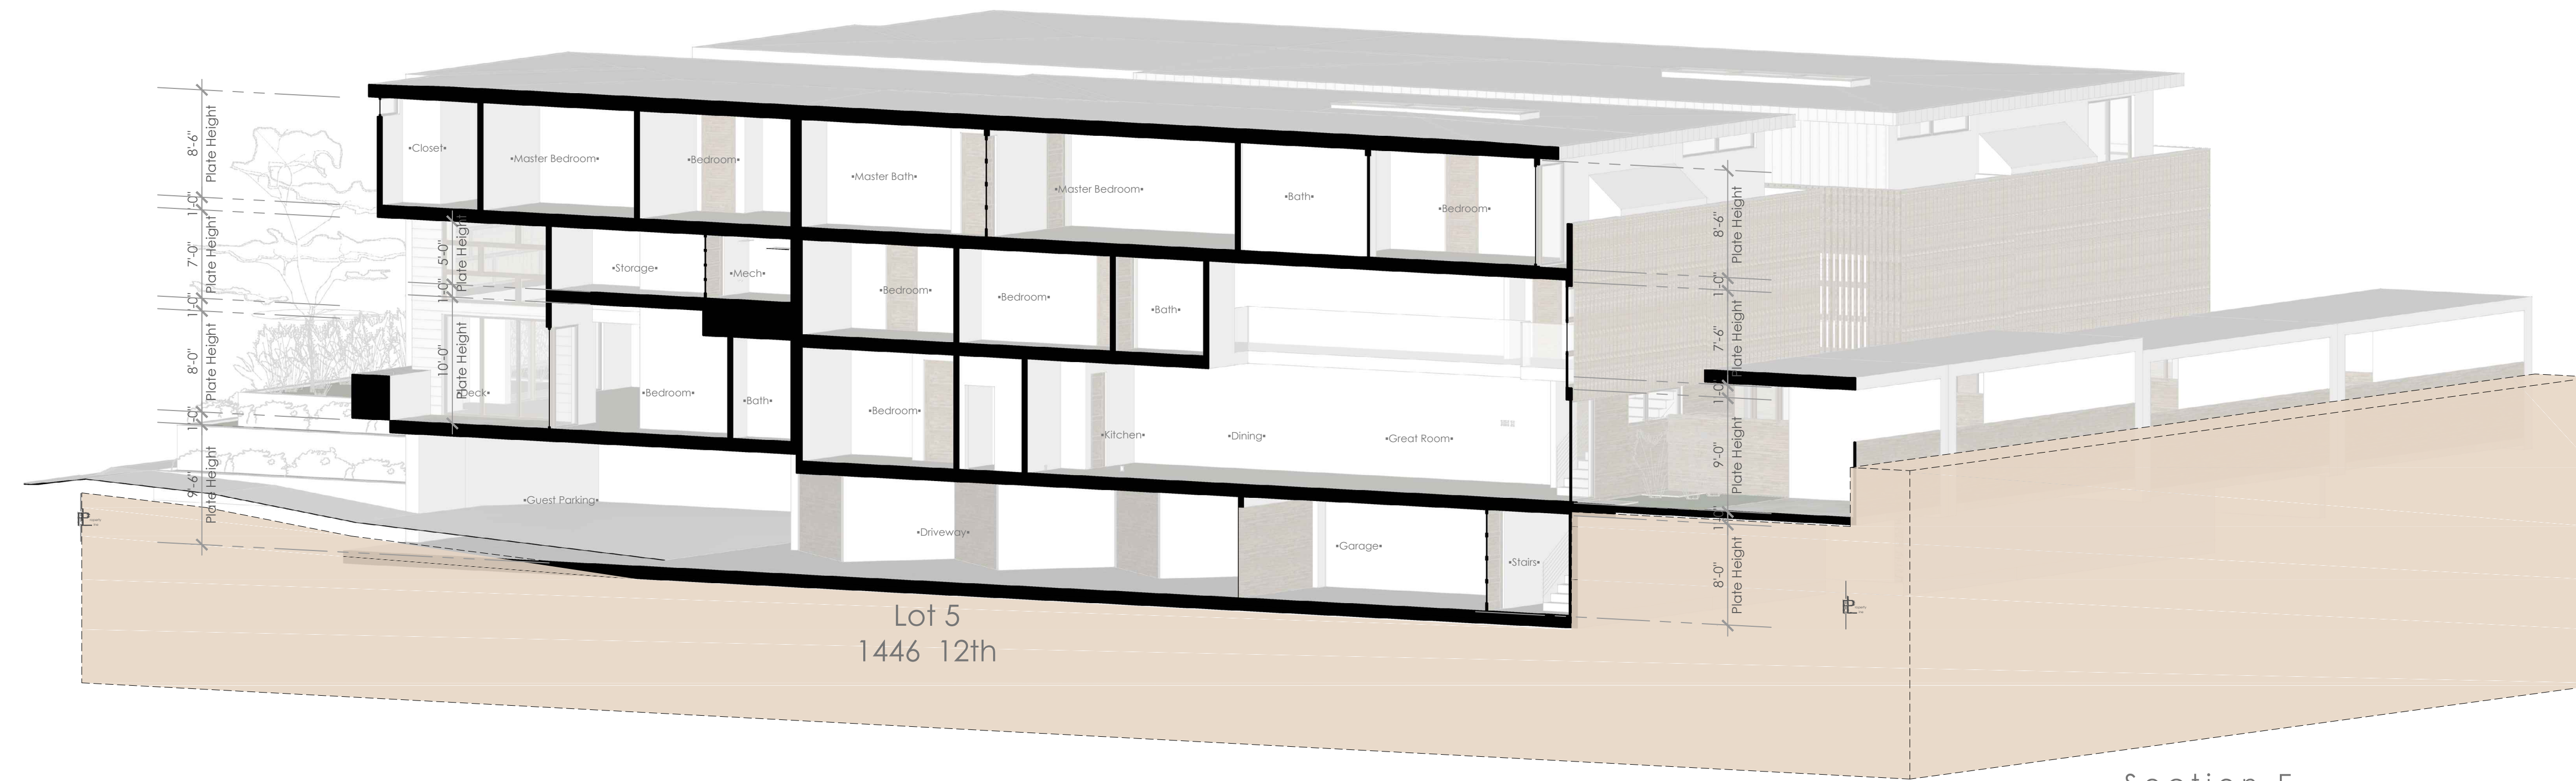 8'-6"
Plate Height
1'-0"
7'-0"
Plate Height
1'-0"
8'-0"
Plate Height
1'-0"
9'-6"
Plate Height
5'-0"
Plate Height
1'-0"
10'-0"
Plate Height
•Closet•
•Master Bedroom•
•Bedroom•
•Master Bath•
•Master Bedroom•
•Bath•
•Bedroom•
•Storage•
•Mech•
•Bedroom•
•Bedroom•
•Bath•
Deck•
•Bedroom•
•Bath•
•Bedroom•
•Kitchen•
•Dining•
•Great Room•
•Guest Parking•
•Driveway•
•Garage•
•Stairs•
8'-6"
Plate Height
1'-0"
7'-6"
Plate Height
1'-0"
9'-0"
Plate Height
1'-0"
8'-0"
Plate Height
PL
PL
Lot 5
1446 12th